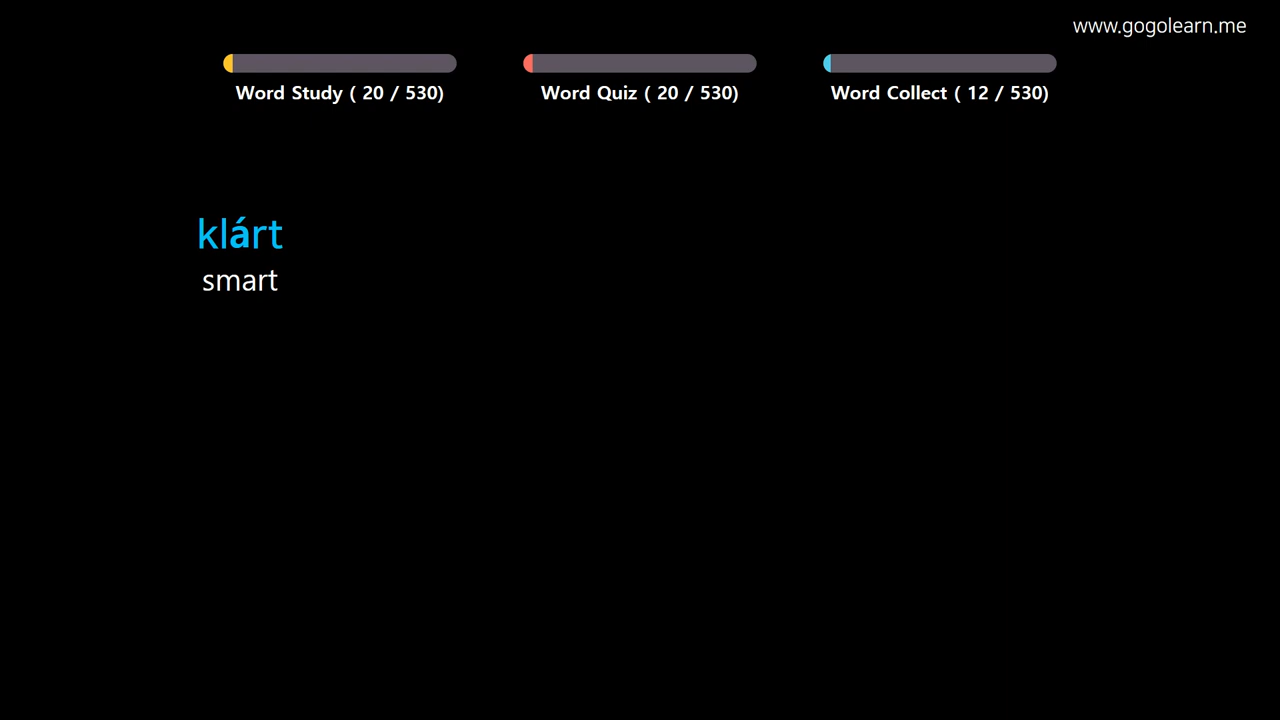 www.gogolearn.me
Word Study ( 20 / 530)
Word Quiz ( 20 / 530)
Word Collect ( 12 / 530)
klárt
smart